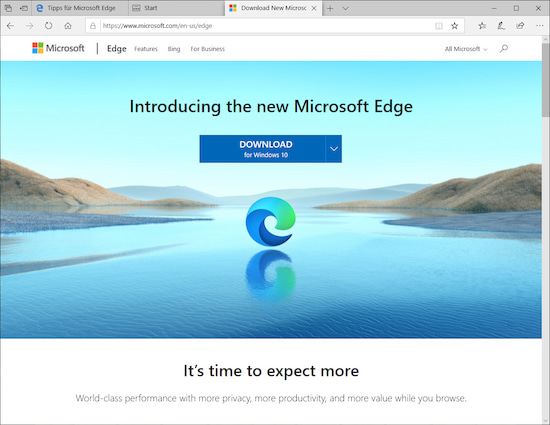 Tipps für Microsoft Edge
Start
Download New Microso
https://www.microsoft.com/en-us/edge
Microsoft
Edge
Features
Bing
For Business
All Microsoft
Introducing the new Microsoft Edge
DOWNLOAD
for Windows 10
It's time to expect more
World-class performance with more privacy, more productivity, and more value while you browse.